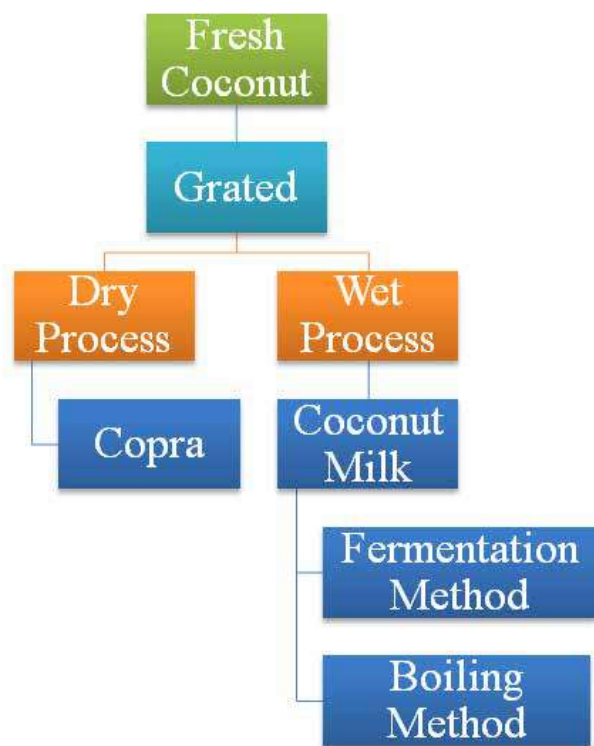 Fresh
Coconut
Grated
Dry
Process
Wet
Process
Copra
Coconut
Milk
Fermentation
Method
Boiling
Method